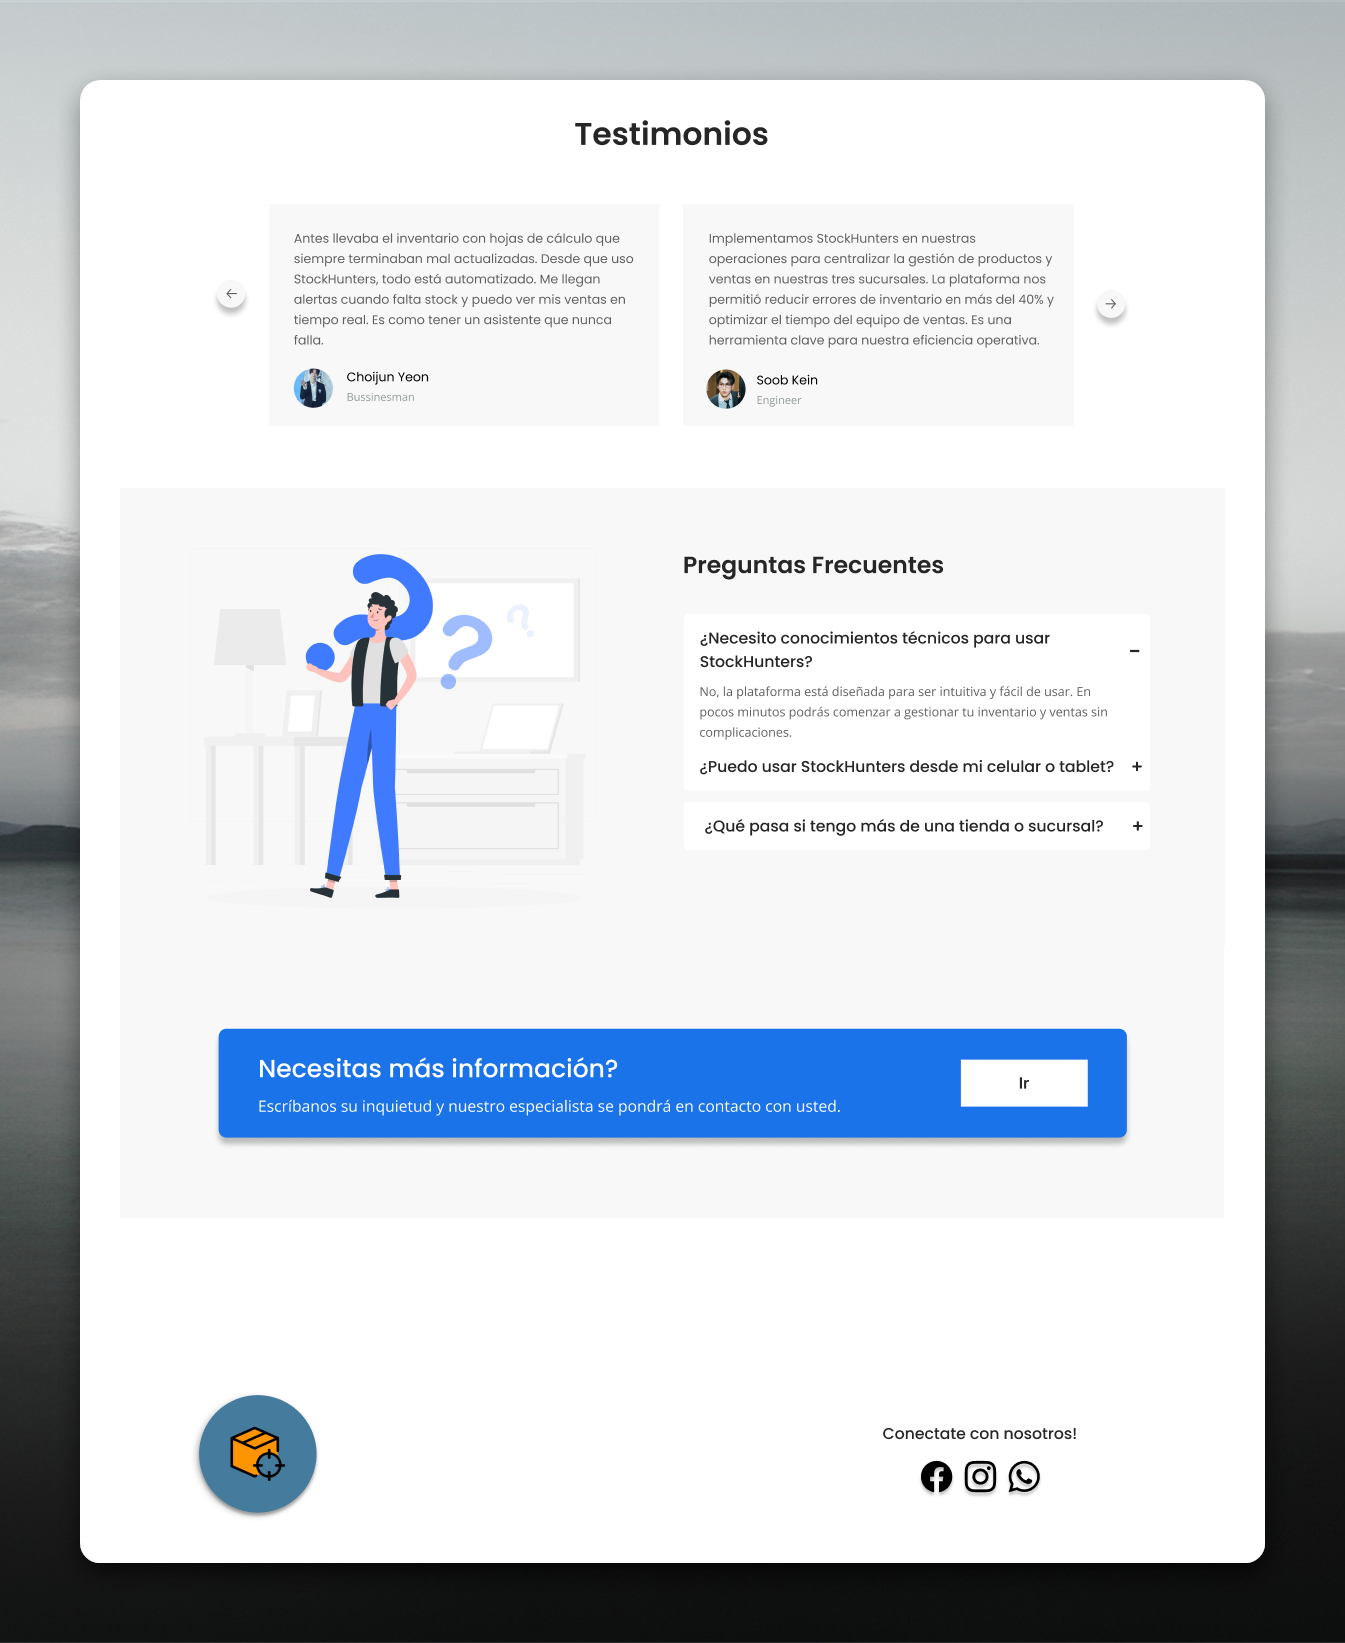 Testimonios
Antes llevaba el inventario con hojas de cálculo que
siempre terminaban mal actualizadas. Desde que uso
StockHunters, todo está automatizado. Me llegan
alertas cuando falta stock y puedo ver mis ventas en
tiempo real. Es como tener un asistente que nunca
falla.
Choijun Yeon
Bussinesman
Implementamos StockHunters en nuestras
operaciones para centralizar la gestión de productos y
ventas en nuestras tres sucursales. La plataforma nos
permitió reducir errores de inventario en más del 40% y
optimizar el tiempo del equipo de ventas. Es una
herramienta clave para nuestra eficiencia operativa.
Soob Kein
Engineer
Preguntas Frecuentes
¿Necesito conocimientos técnicos para usar
StockHunters?
No, la plataforma está diseñada para ser intuitiva y fácil de usar. En
pocos minutos podrás comenzar a gestionar tu inventario y ventas sin
complicaciones.
¿Puedo usar StockHunters desde mi celular o tablet?
¿Qué pasa si tengo más de una tienda o sucursal?
Necesitas más información?
Escríbanos su inquietud y nuestro especialista se pondrá en contacto con usted.
Ir
Conectate con nosotros!